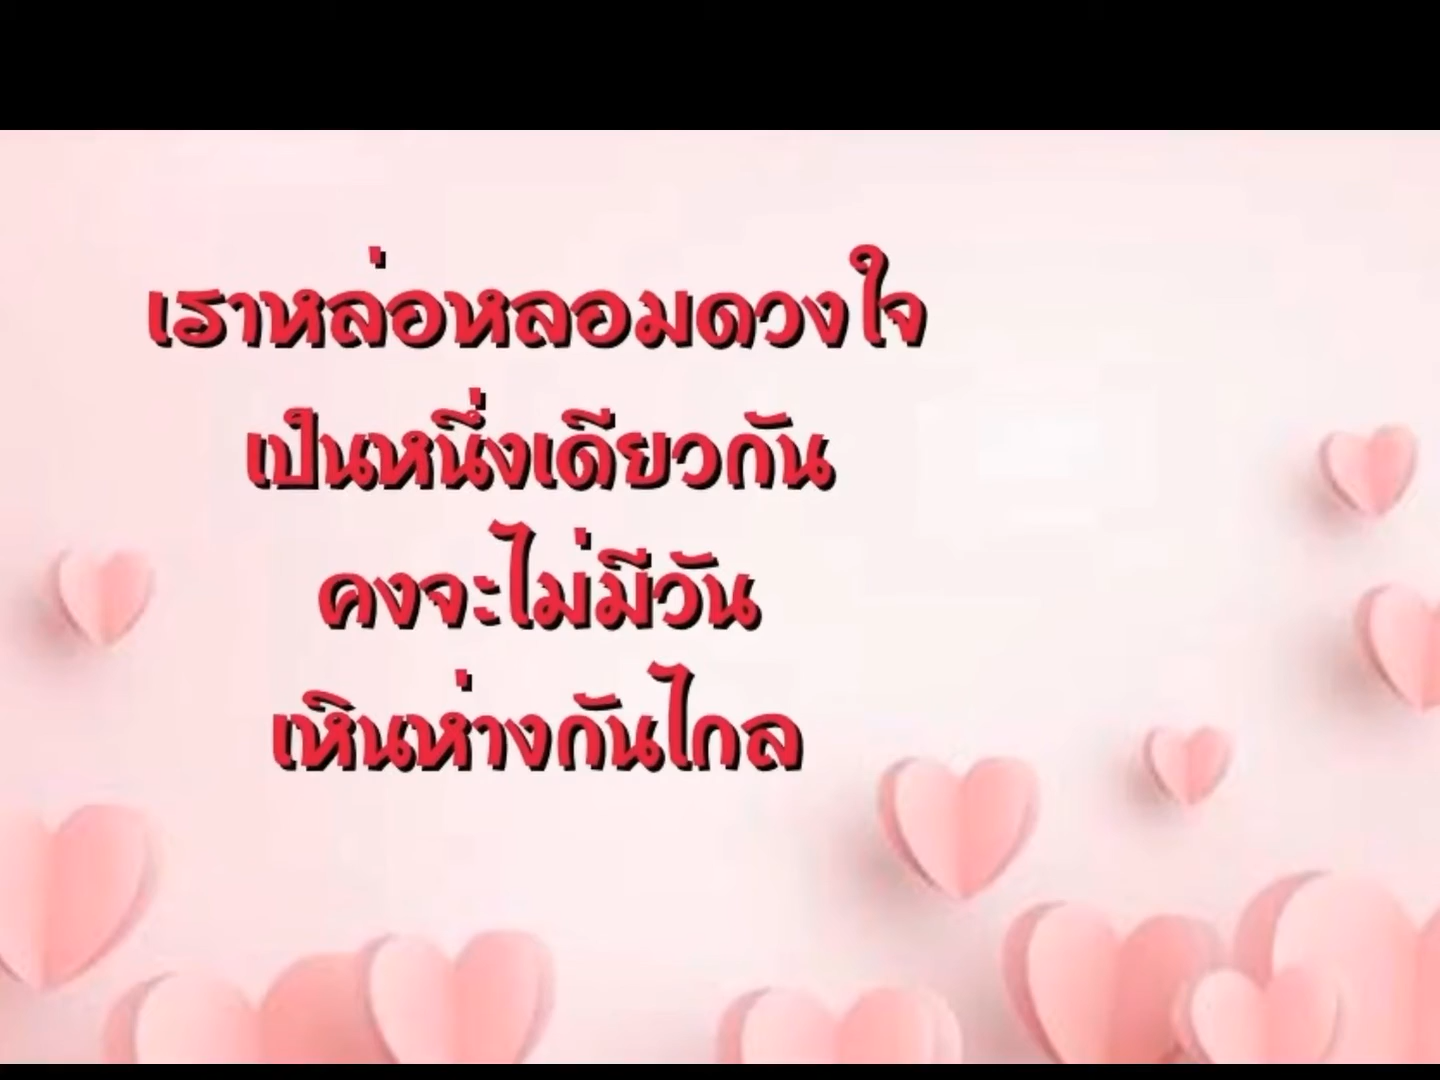 เราหล่อหลอมดวงใจ
เป็นหนึ่งเดียวกัน
คงจะไม่มีวัน
เหินห่างกันไกล